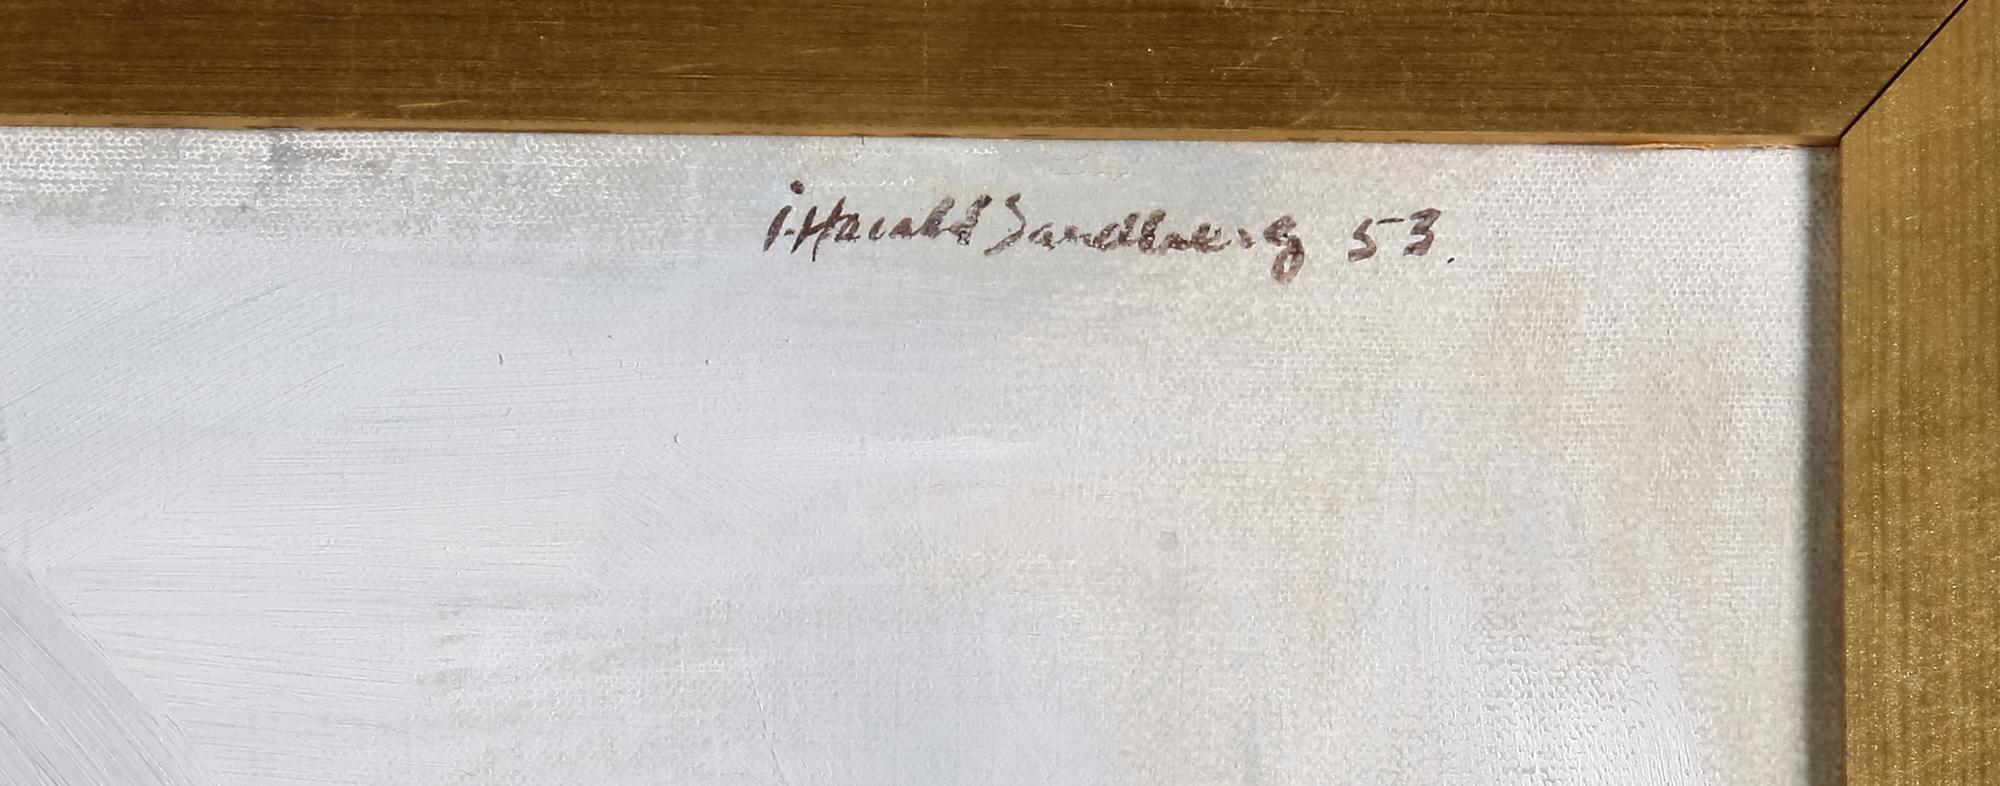 i. Harald Sandberg 53.